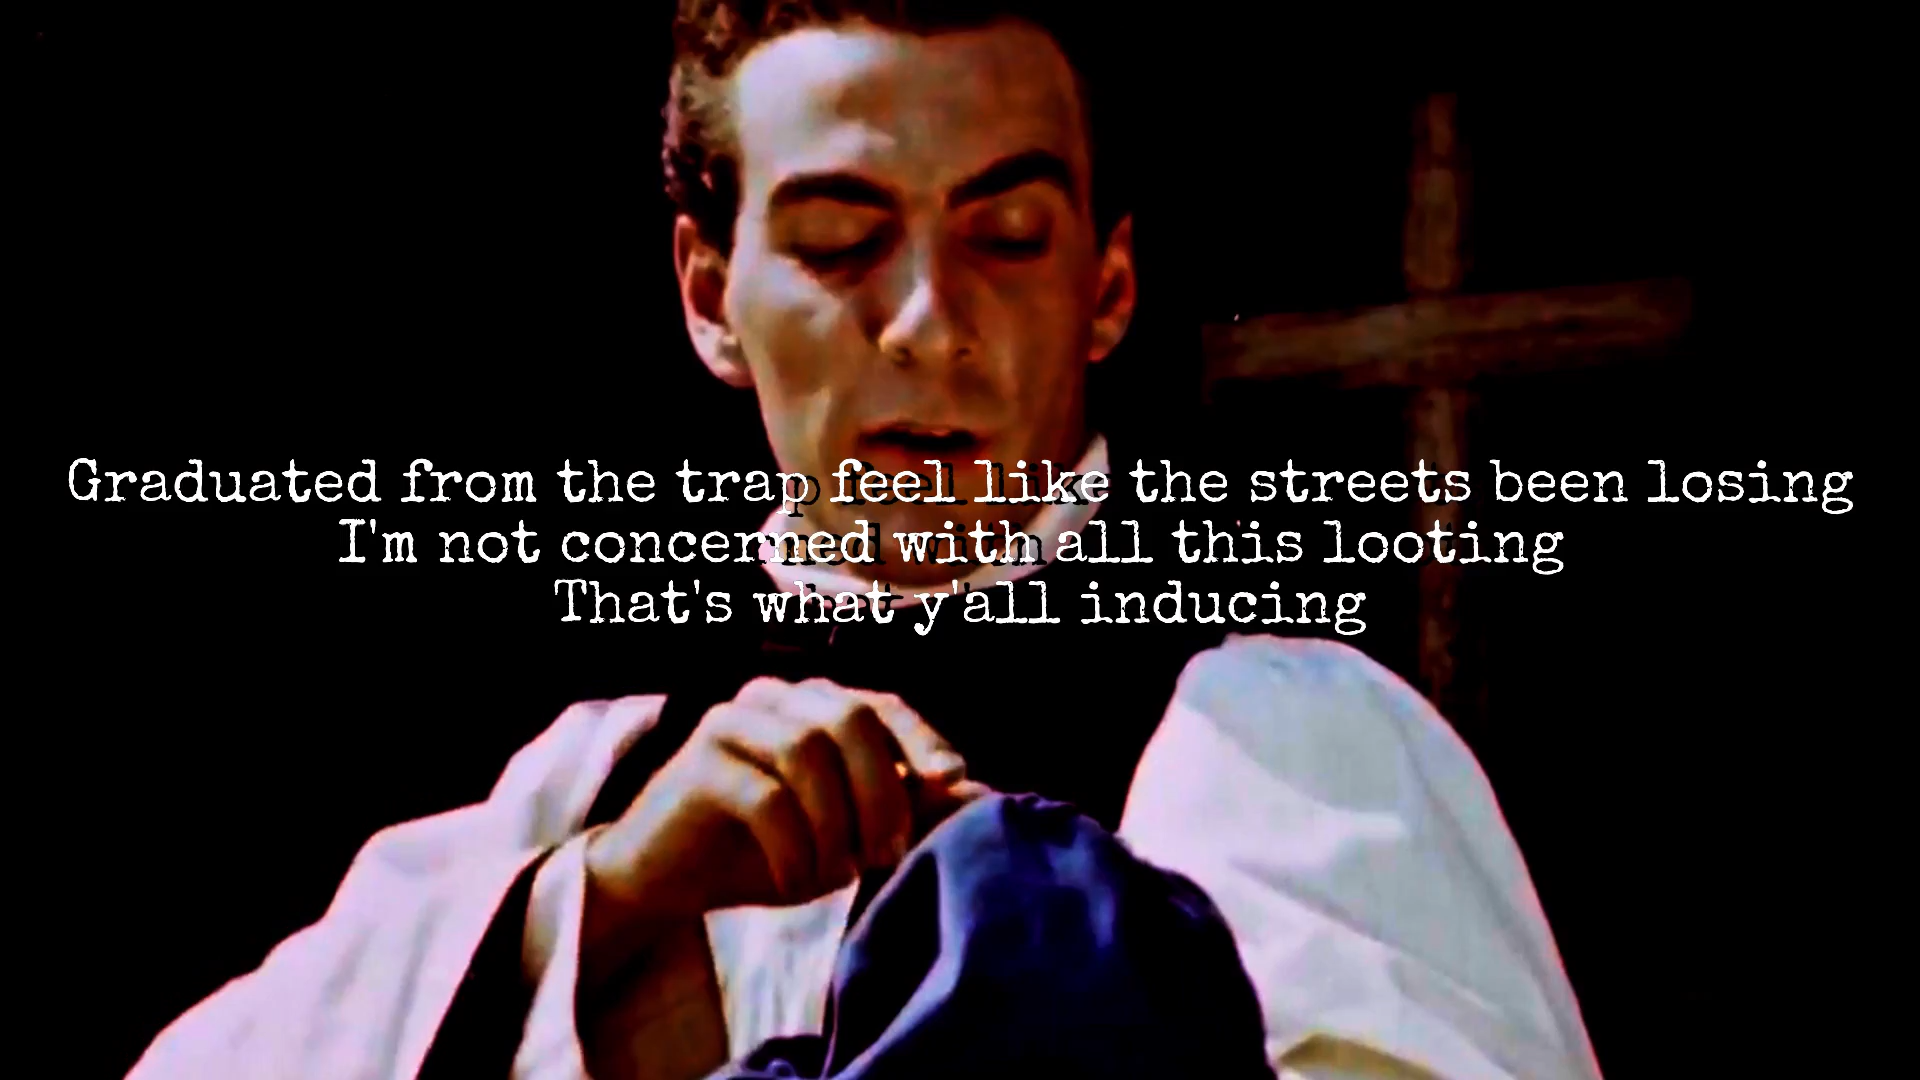 Graduated from the trap feel like the streets been losing
I'm not concerned with all this looting
That's what y'all inducing